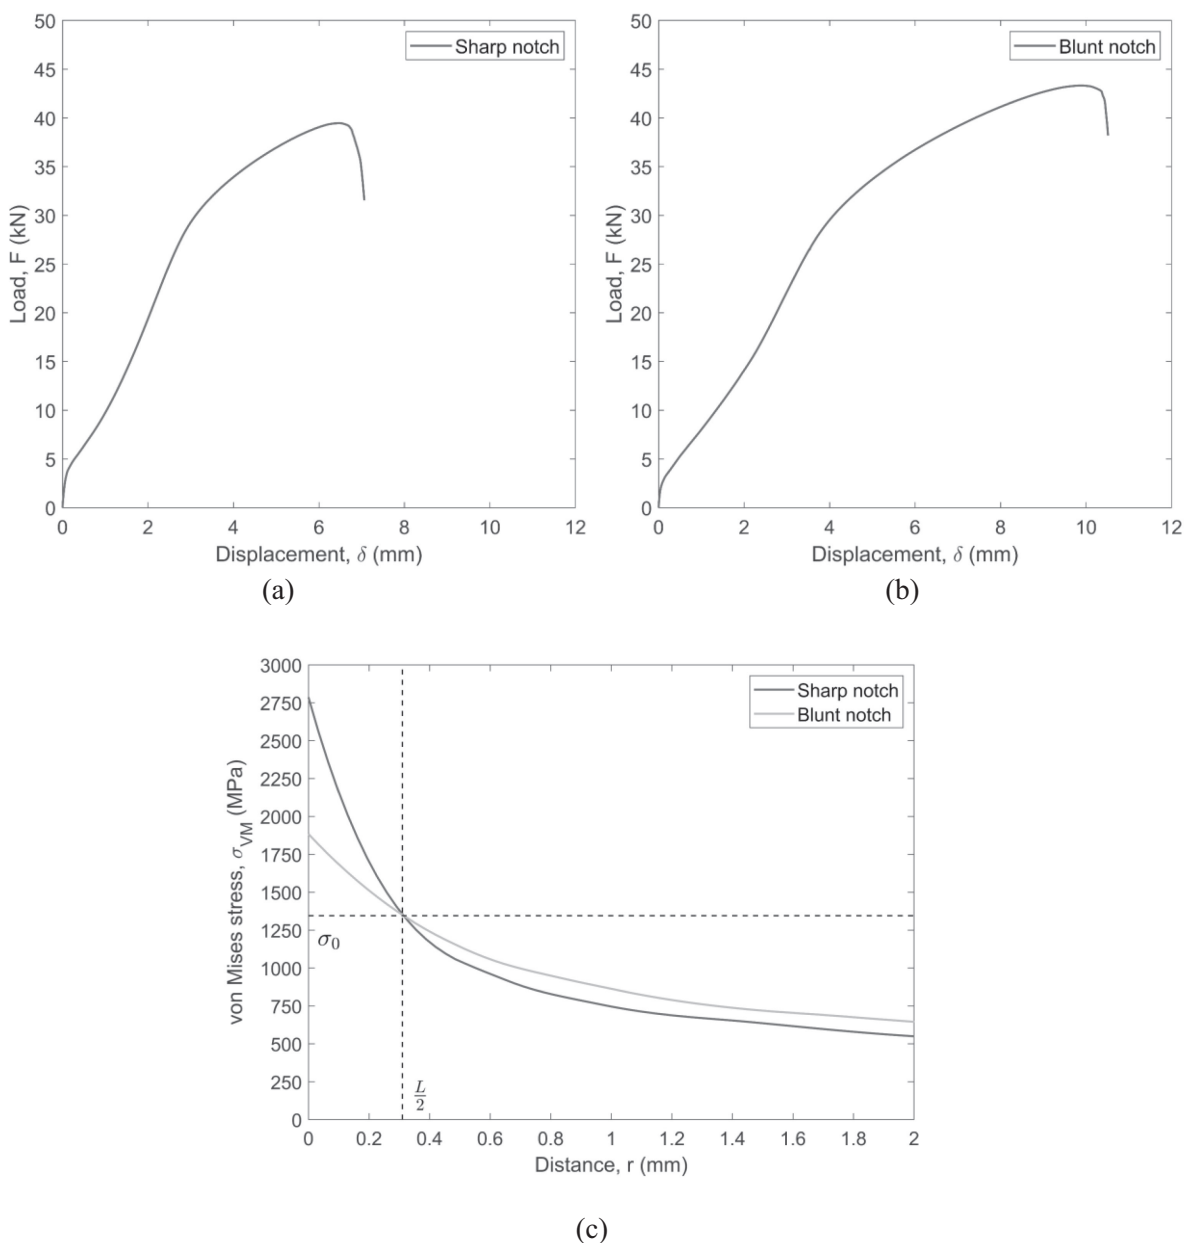 50
45
40
35
30
25
20
15
10
5
0
Load, F (kN)
Sharp notch
0 2 4 6 8 10 12
Displacement, δ (mm)
(a)
50
45
40
35
30
25
20
15
10
5
0
Load, F (kN)
Blunt notch
0 2 4 6 8 10 12
Displacement, δ (mm)
(b)
3000
2750
2500
2250
2000
1750
1500
1250
1000
750
500
250
0
von Mises stress, σVM (MPa)
Sharp notch
Blunt notch
σ0
L/2
0 0.2 0.4 0.6 0.8 1 1.2 1.4 1.6 1.8 2
Distance, r (mm)
(c)